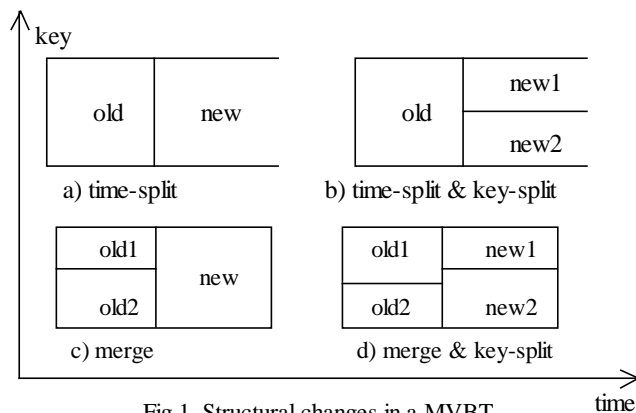 key
old
new
old
new1
new2
a) time-split
b) time-split & key-split
old1
old2
new
old1
old2
new1
new2
c) merge
d) merge & key-split
time
Fig 1. Structural changes in a MVBT